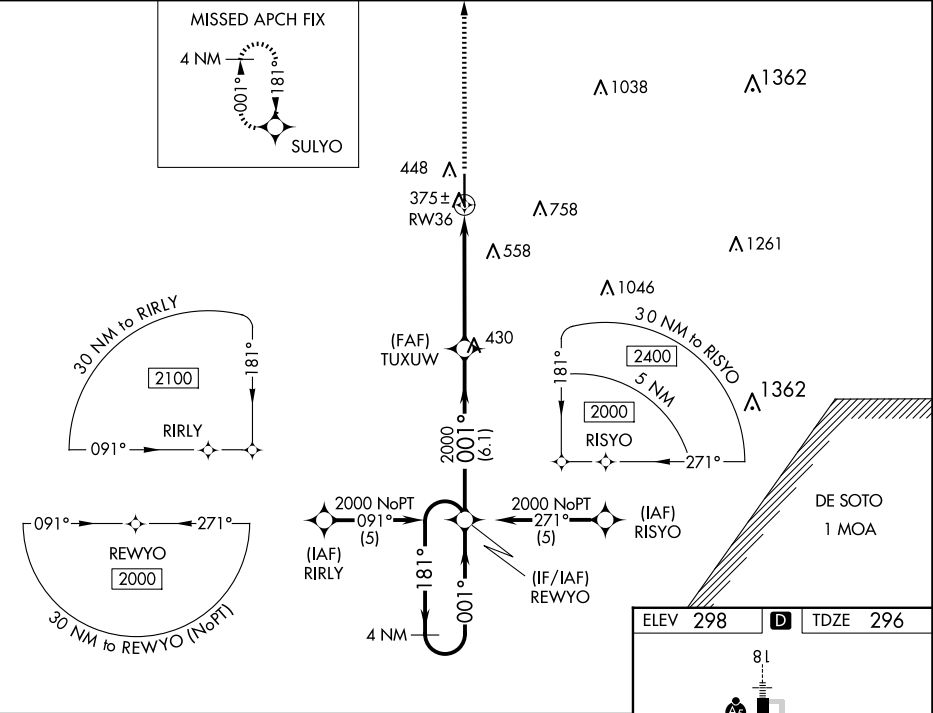 MISSED APCH FIX
4 NM
001°
181°
SULYO
1038
1362
448
375±
RW36
758
558
1261
1046
(FAF)
TUXUW
430
30 NM to RIRLY
2100
181°
RIRLY
091°
30 NM to RISYO
2400
5 NM
181°
2000
RISYO
271°
1362
2000
001°
(6.1)
091°
271°
REWYO
2000
30 NM to REWYO (NoPT)
2000 NoPT
091°
(5)
(IAF)
RIRLY
2000 NoPT
271°
(5)
(IAF)
RISYO
(IF/IAF)
REWYO
181°
001°
4 NM
DE SOTO
1 MOA
ELEV 298
D
TDZE 296
18